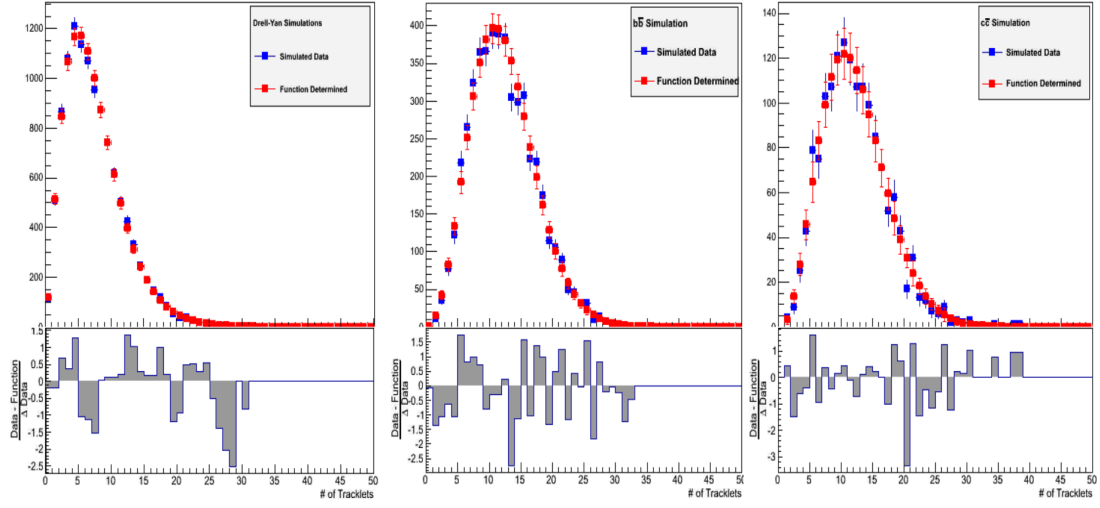 Drell-Yan Simulations
Simulated Data
Function Determined
1200
1000
800
600
400
200
1.5
1
0.5
0
-0.5
-1
-1.5
-2
-2.5
Data - Function
Δ Data
0 5 10 15 20 25 30 35 40 45 50
# of Tracklets
bb̅ Simulation
Simulated Data
Function Determined
400
350
300
250
200
150
100
50
0
1.5
1
0.5
0
-0.5
-1
-1.5
-2
-2.5
Data - Function
Δ Data
0 5 10 15 20 25 30 35 40 45 50
# of Tracklets
cc̅ Simulation
Simulated Data
Function Determined
140
120
100
80
60
40
20
1
0
-1
-2
-3
Data - Function
Δ Data
0 5 10 15 20 25 30 35 40 45 50
# of Tracklets